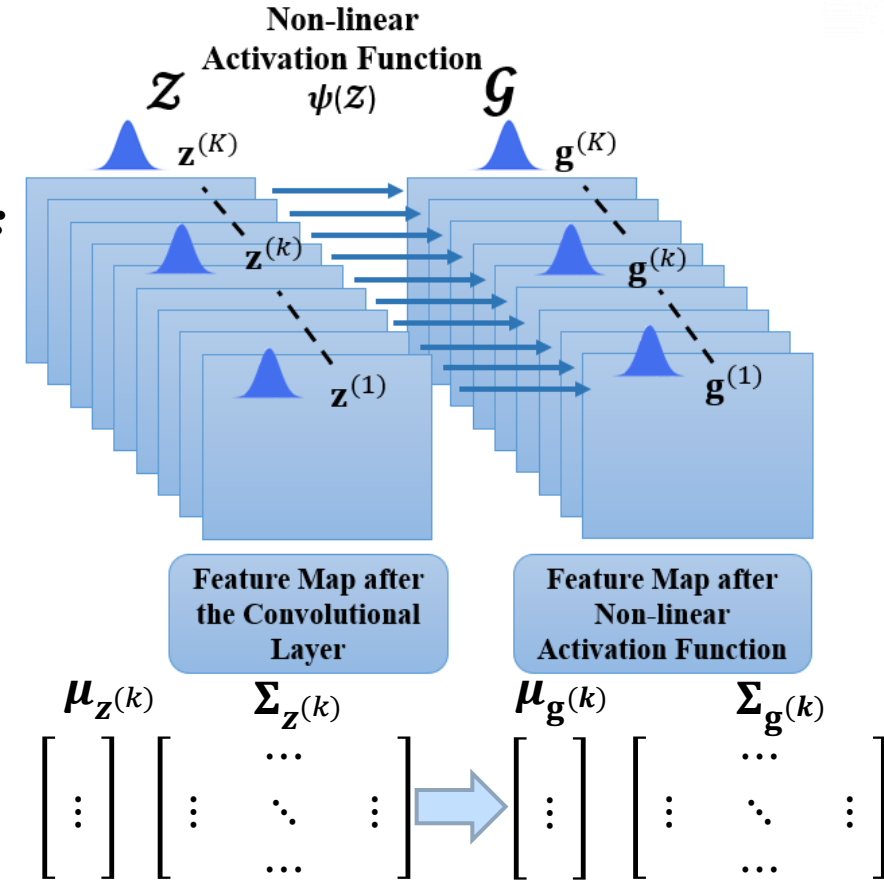 Non-linear
Activation Function
𝒵 ψ(𝒵) 𝒢
z^(K) g^(K)
z^(k) g^(k)
z^(1) g^(1)
Feature Map after
the Convolutional
Layer
Feature Map after
Non-linear
Activation Function
μ_z^(k) Σ_z^(k) μ_g^(k) Σ_g^(k)
⋯ ⋯
⋮ ⋮ ⋱ ⋮ ⋮ ⋮ ⋱ ⋮
⋯ ⋯